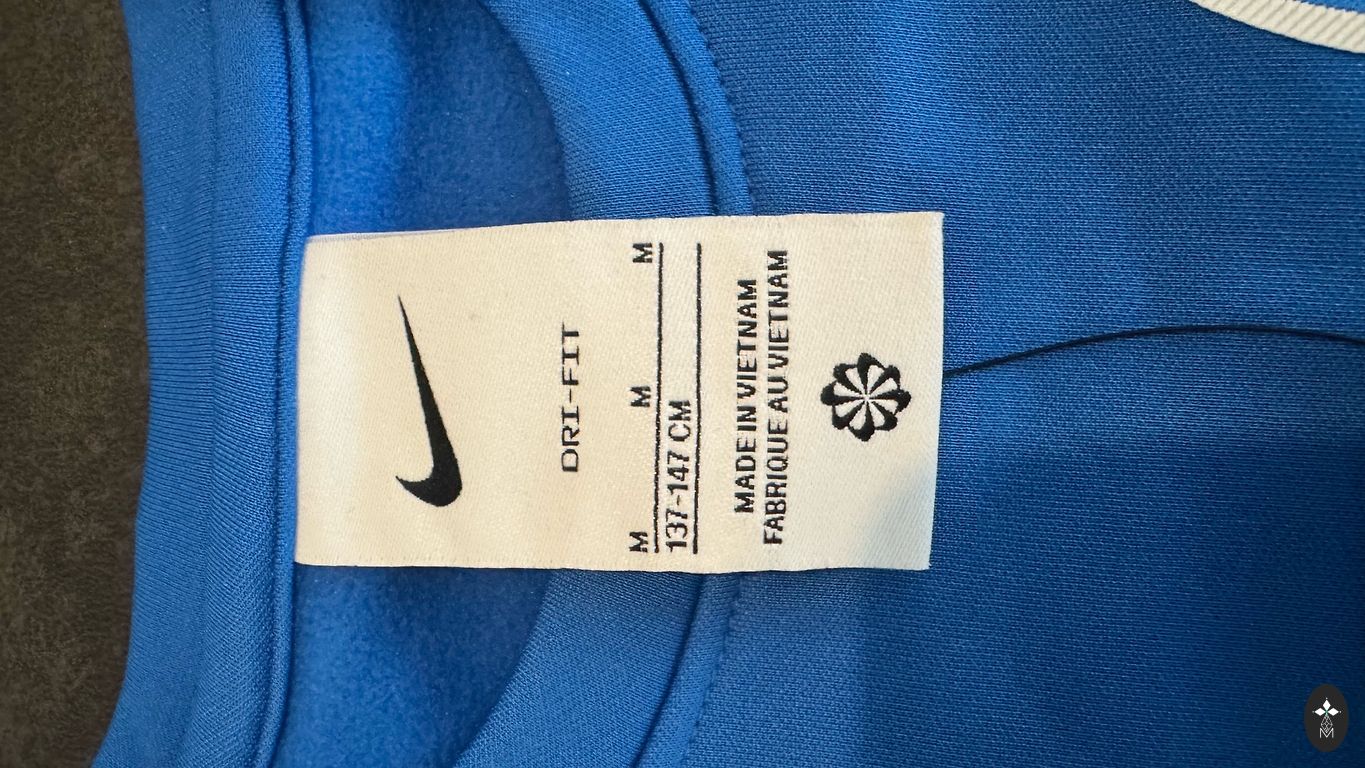 DRI-FIT
M M M
137-147 CM
MADE IN VIETNAM
FABRIQUE AU VIETNAM
M